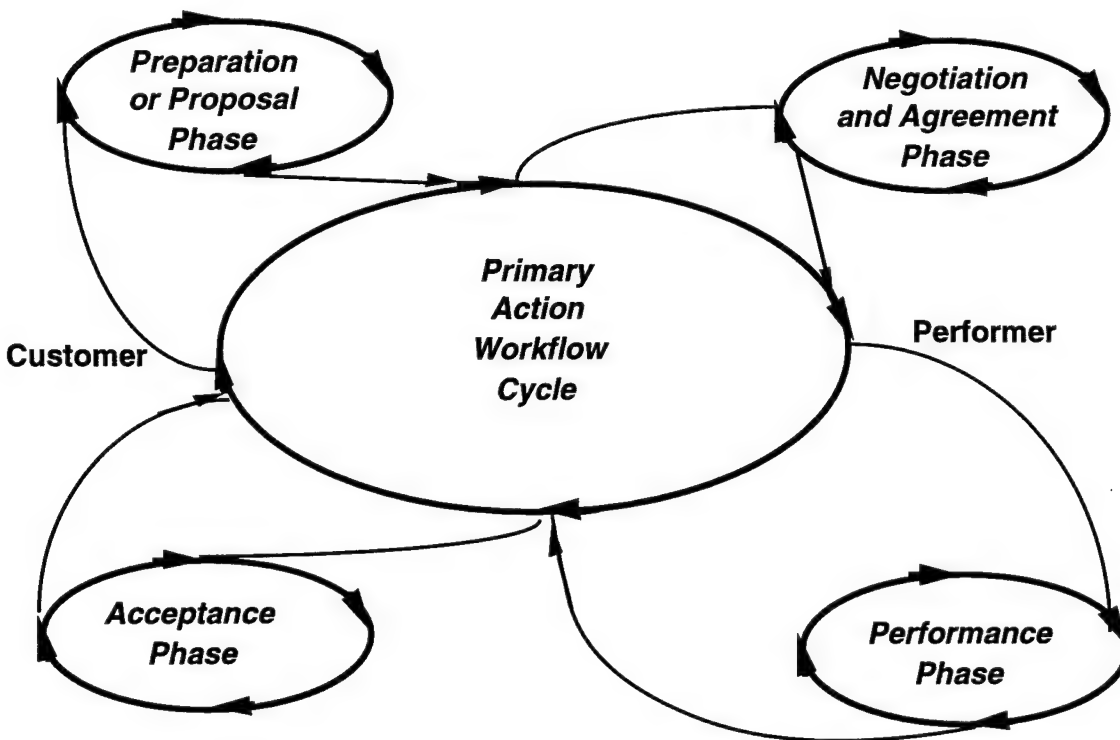 Preparation
or Proposal
Phase
Negotiation
and Agreement
Phase
Primary
Action
Workflow
Cycle
Customer
Performer
Acceptance
Phase
Performance
Phase